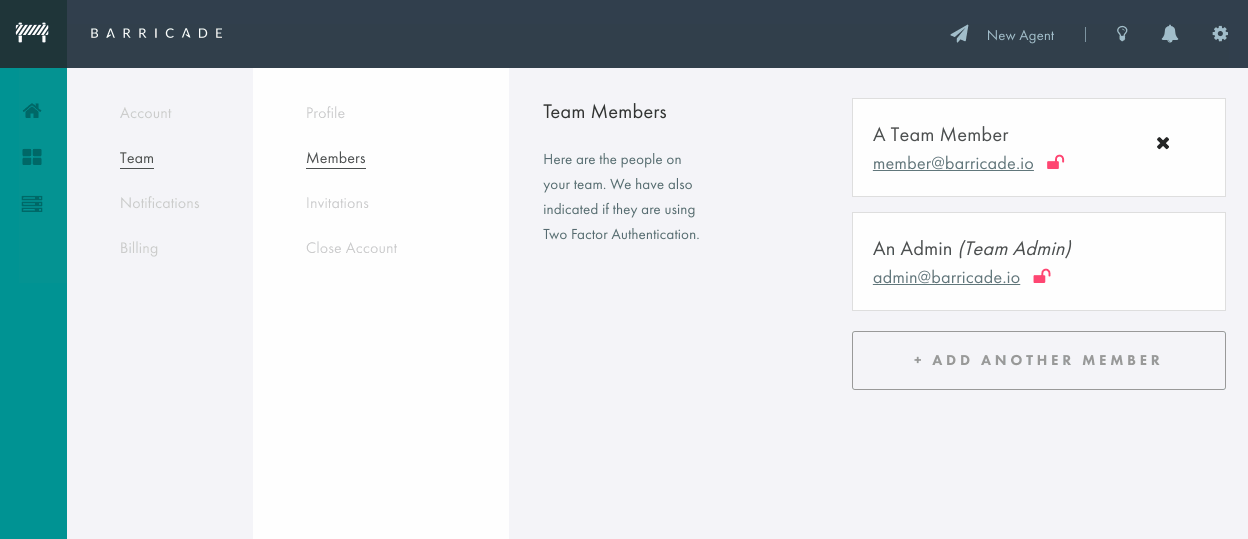 BARRICADE
New Agent
Account
Team
Notifications
Billing
Profile
Members
Invitations
Close Account
Team Members
Here are the people on
your team. We have also
indicated if they are using
Two Factor Authentication.
A Team Member
member@barricade.io
An Admin (Team Admin)
admin@barricade.io
+ ADD ANOTHER MEMBER